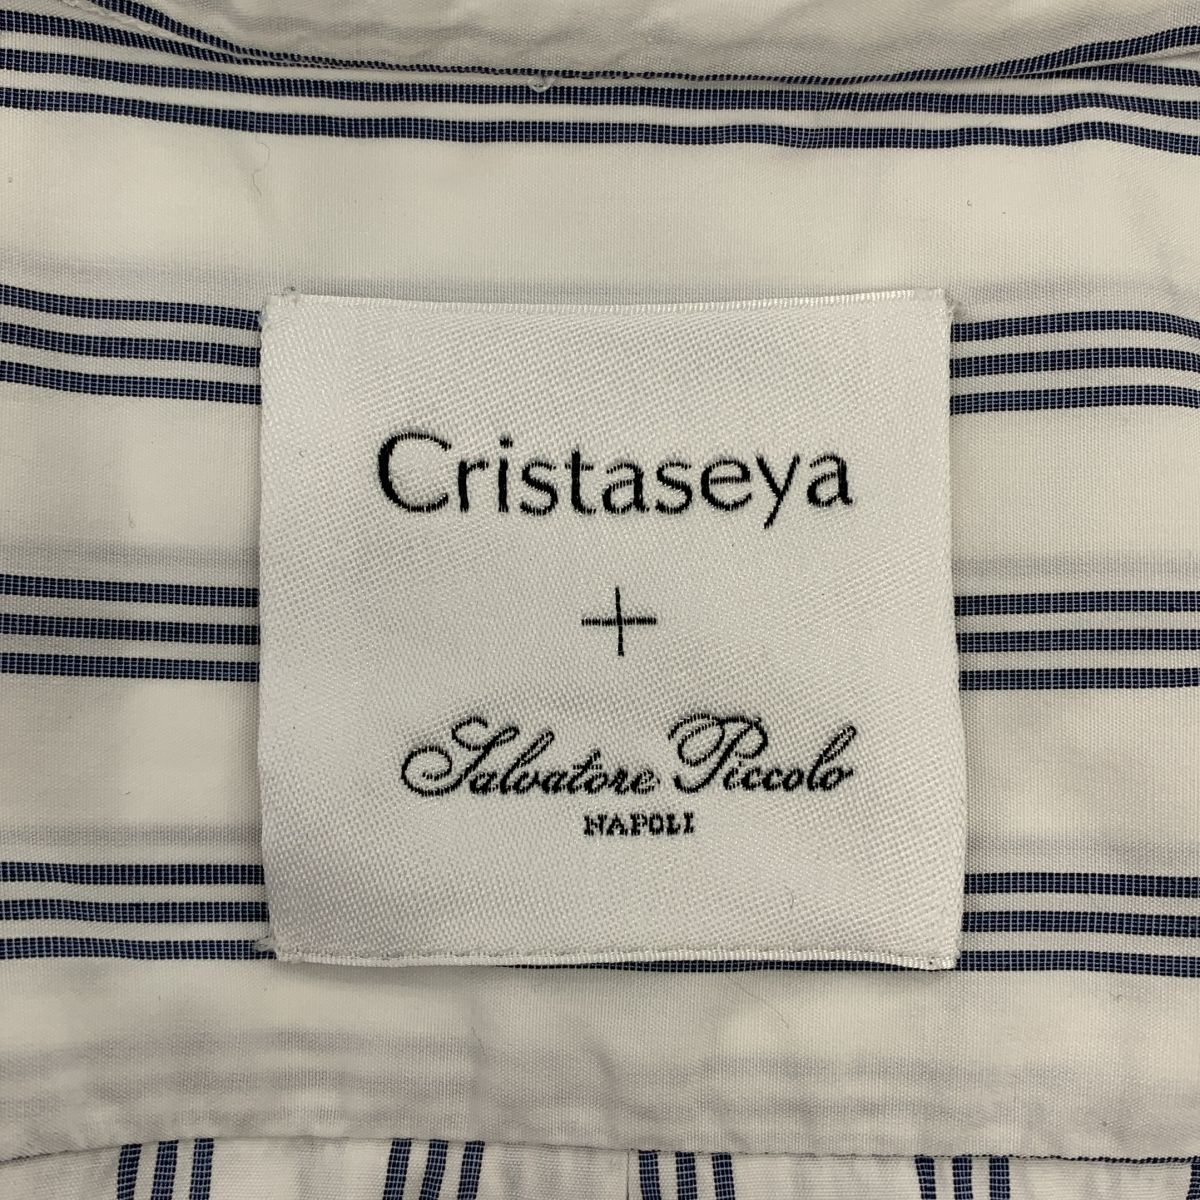 Cristaseya
+
Salvatore Piccolo
NAPOLI